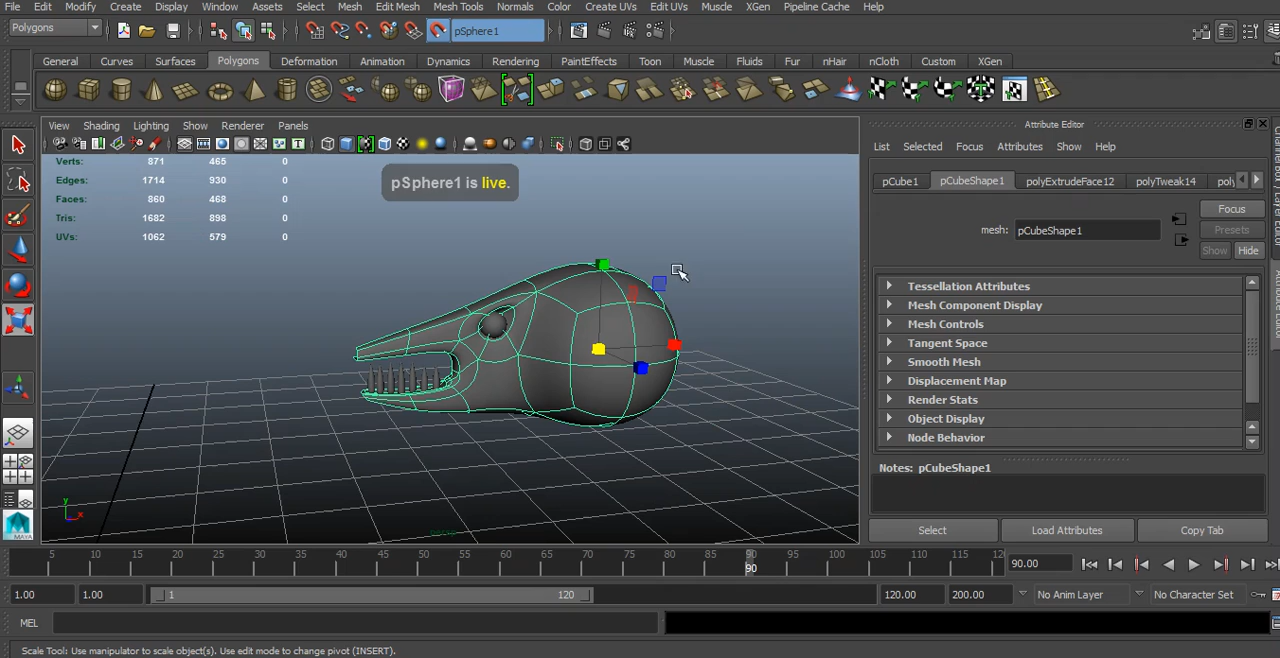 File Edit Modify Create Display Window Assets Select Mesh Edit Mesh Mesh Tools Normals Color Create UVs Edit UVs Muscle XGen Pipeline Cache Help
Polygons pSphere1
General Curves Surfaces Polygons Deformation Animation Dynamics Rendering PaintEffects Toon Muscle Fluids Fur nHair nCloth Custom XGen
View Shading Lighting Show Renderer Panels
Attribute Editor
List Selected Focus Attributes Show Help
Verts: 871 465 0
Edges: 1714 930 0
Faces: 860 468 0
Tris: 1682 898 0
UVs: 1062 579 0
pSphere1 is live.
pCube1 pCubeShape1 polyExtrudeFace12 polyTweak14 poly
mesh: pCubeShape1
Focus
Presets
Show Hide
Tessellation Attributes
Mesh Component Display
Mesh Controls
Tangent Space
Smooth Mesh
Displacement Map
Render Stats
Object Display
Node Behavior
Notes: pCubeShape1
Select Load Attributes Copy Tab
y
x
MAYA
persp
5 10 15 20 25 30 35 40 45 50 55 60 65 70 75 80 85 90 95 100 105 110 115 12
90
90.00
1.00 1.00 1 120 120.00 200.00 No Anim Layer No Character Set
MEL
Scale Tool: Use manipulator to scale object(s). Use edit mode to change pivot (INSERT).